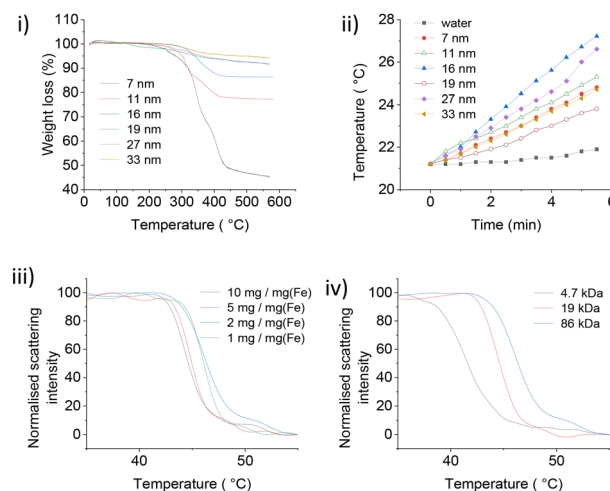 i)
Weight loss (%)
100
90
80
70
60
50
40
7 nm
11 nm
16 nm
19 nm
27 nm
33 nm
0 100 200 300 400 500 600
Temperature ( °C)
ii)
Temperature ( °C)
28
26
24
22
20
water
7 nm
11 nm
16 nm
19 nm
27 nm
33 nm
0 1 2 3 4 5 6
Time (min)
iii)
Normalised scattering
intensity
100
80
60
40
20
0
10 mg / mg(Fe)
5 mg / mg(Fe)
2 mg / mg(Fe)
1 mg / mg(Fe)
40 50
Temperature ( °C)
iv)
Normalised scattering
intensity
100
80
60
40
20
0
4.7 kDa
19 kDa
86 kDa
40 50
Temperature ( °C)